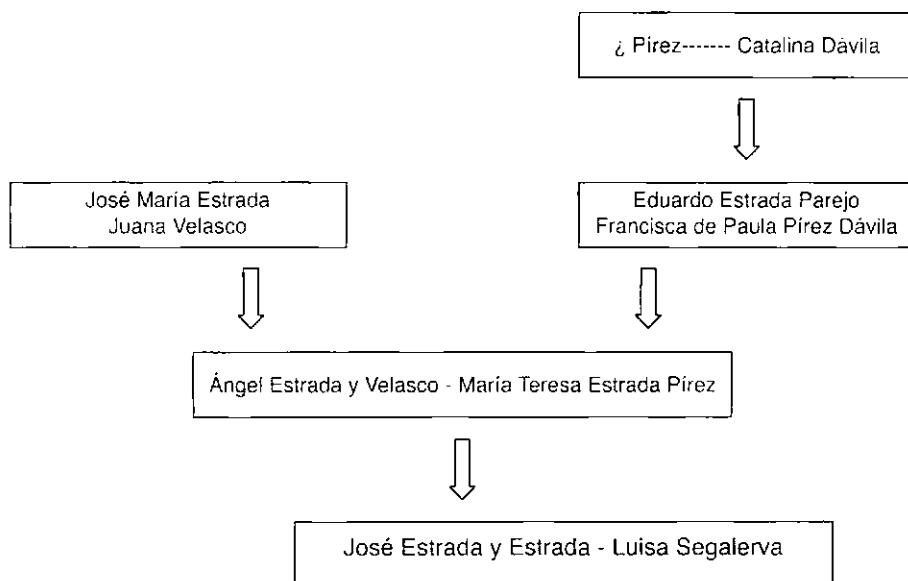 ¿ Pírez------- Catalina Dávila
José María Estrada
Juana Velasco
Eduardo Estrada Parejo
Francisca de Paula Pírez Dávila
Ángel Estrada y Velasco - María Teresa Estrada Pírez
José Estrada y Estrada - Luisa Segalerva